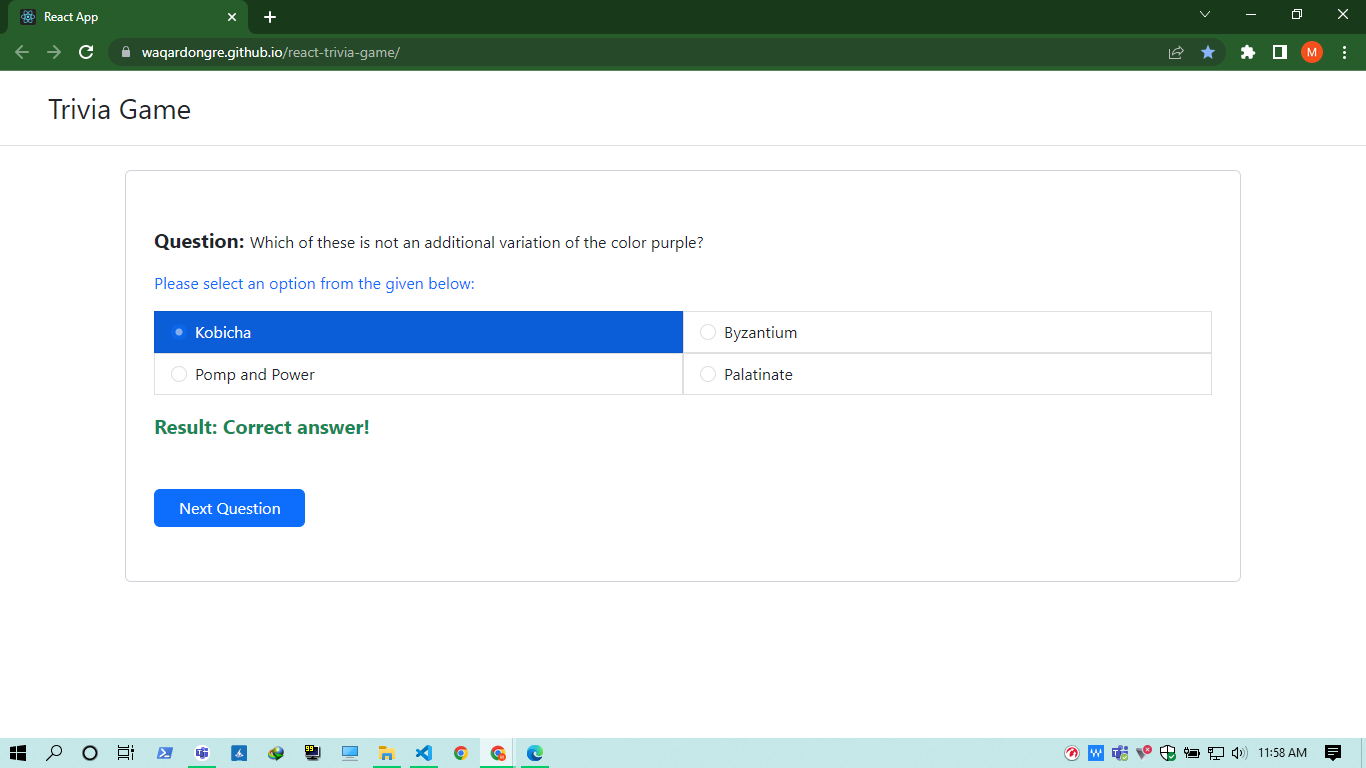 React App
waqardongre.github.io/react-trivia-game/
M
Trivia Game
Question: Which of these is not an additional variation of the color purple?
Please select an option from the given below:
Kobicha
Byzantium
Pomp and Power
Palatinate
Result: Correct answer!
Next Question
99
W
11:58 AM